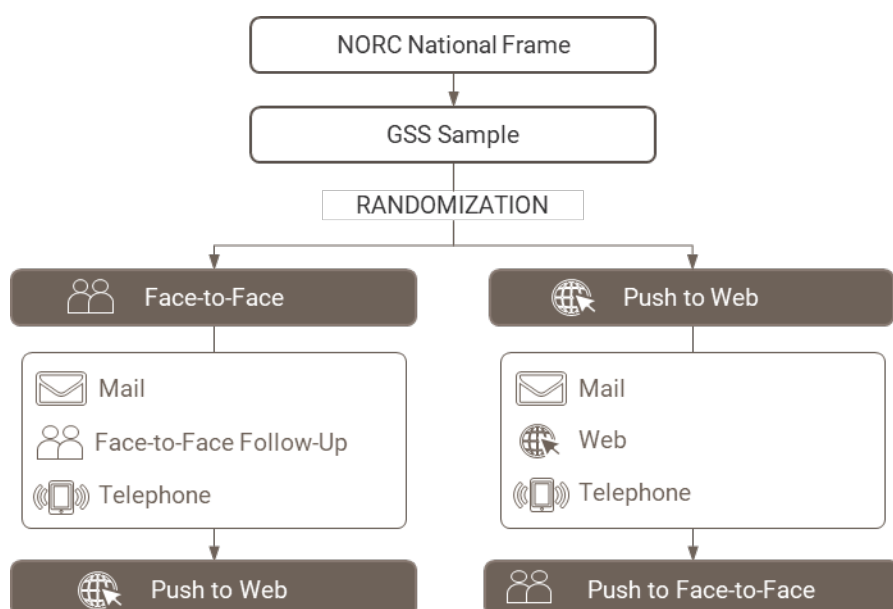 NORC National Frame
GSS Sample
RANDOMIZATION
Face-to-Face
Mail
Face-to-Face Follow-Up
Telephone
Push to Web
Push to Web
Mail
Web
Telephone
Push to Face-to-Face